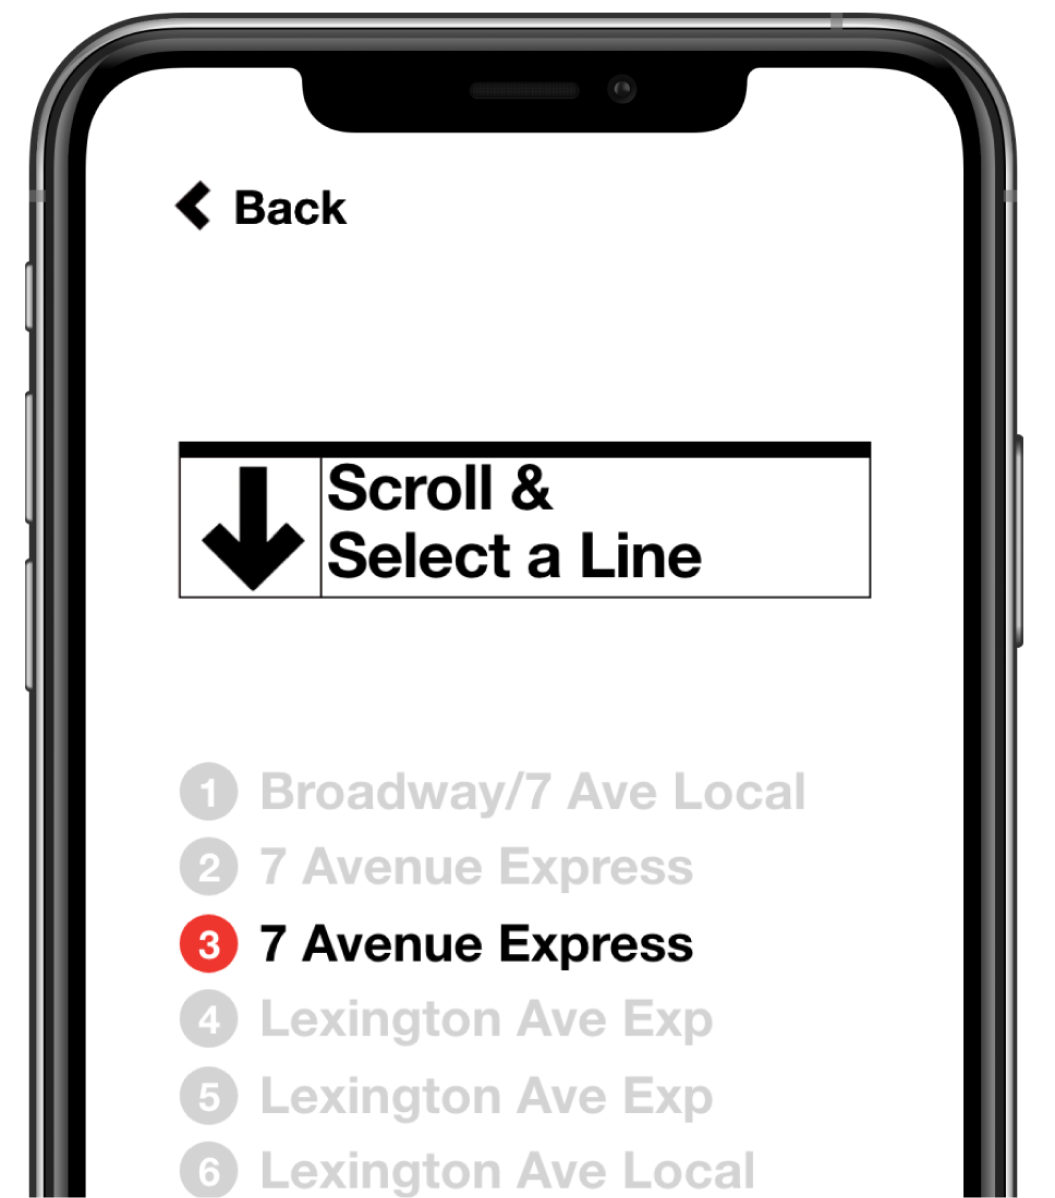 Back
Scroll &
Select a Line
1 Broadway/7 Ave Local
2 7 Avenue Express
3 7 Avenue Express
4 Lexington Ave Exp
5 Lexington Ave Exp
6 Lexington Ave Local